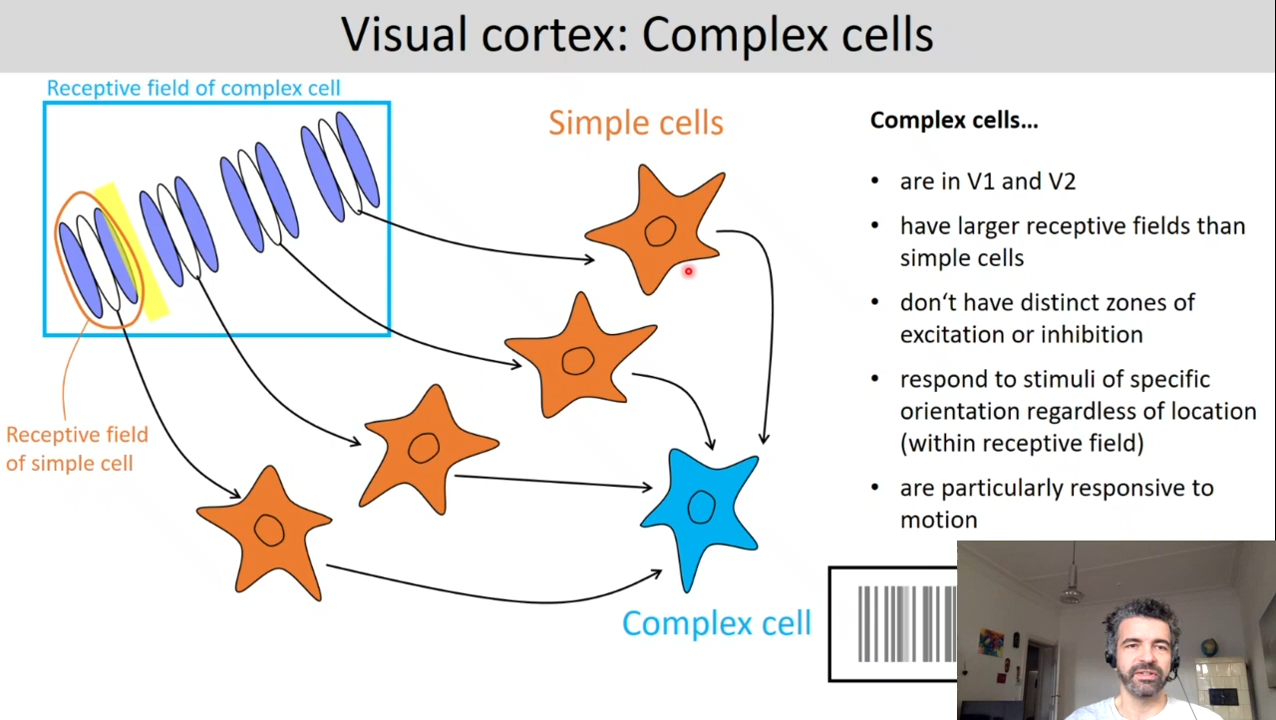 Visual cortex: Complex cells
Receptive field of complex cell
Simple cells
Receptive field
of simple cell
Complex cell
Complex cells…
• are in V1 and V2
• have larger receptive fields than
simple cells
• don‘t have distinct zones of
excitation or inhibition
• respond to stimuli of specific
orientation regardless of location
(within receptive field)
• are particularly responsive to
motion